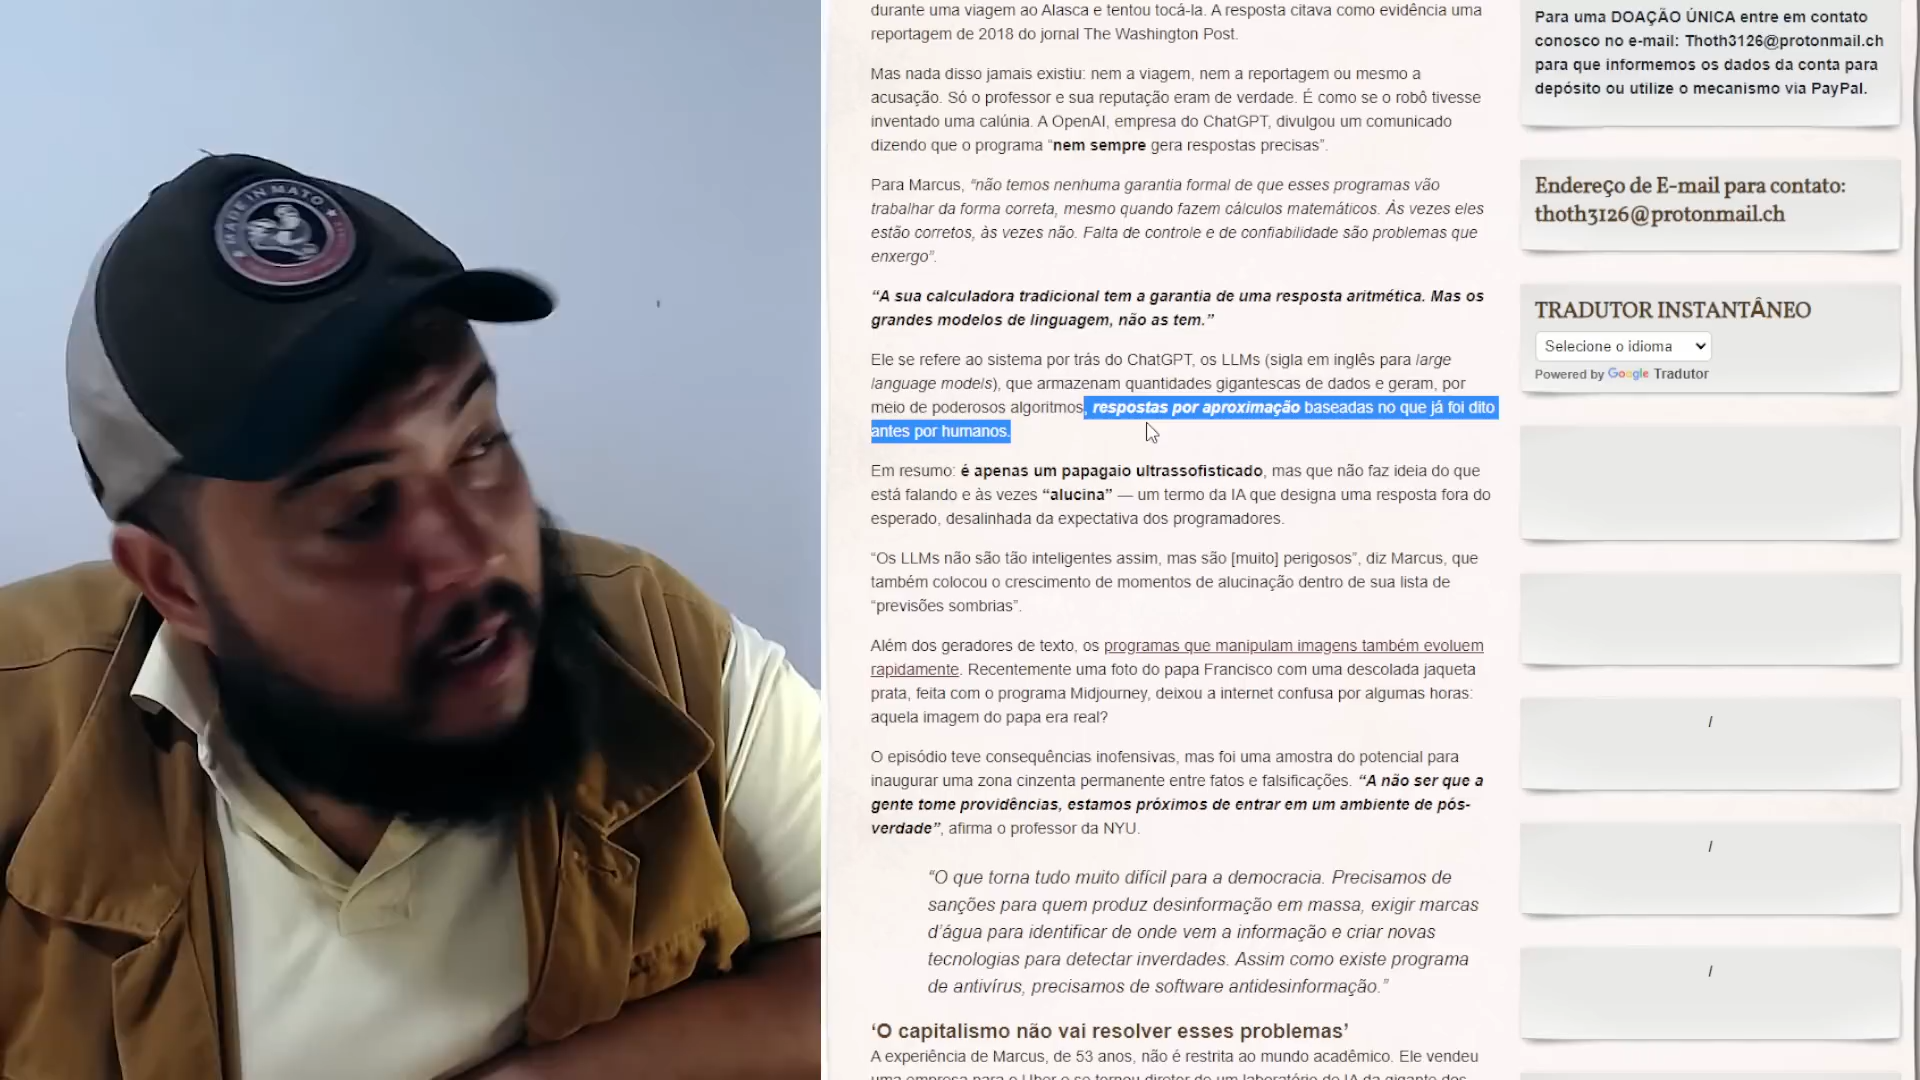 MADE IN MATO
durante uma viagem ao Alasca e tentou tocá-la. A resposta citava como evidência uma
reportagem de 2018 do jornal The Washington Post.
Mas nada disso jamais existiu: nem a viagem, nem a reportagem ou mesmo a
acusação. Só o professor e sua reputação eram de verdade. É como se o robô tivesse
inventado uma calúnia. A OpenAI, empresa do ChatGPT, divulgou um comunicado
dizendo que o programa “nem sempre gera respostas precisas”.
Para Marcus, “não temos nenhuma garantia formal de que esses programas vão
trabalhar da forma correta, mesmo quando fazem cálculos matemáticos. Às vezes eles
estão corretos, às vezes não. Falta de controle e de confiabilidade são problemas que
enxergo”.
“A sua calculadora tradicional tem a garantia de uma resposta aritmética. Mas os
grandes modelos de linguagem, não as tem.”
Ele se refere ao sistema por trás do ChatGPT, os LLMs (sigla em inglês para large
language models), que armazenam quantidades gigantescas de dados e geram, por
meio de poderosos algoritmos, respostas por aproximação baseadas no que já foi dito
antes por humanos.
Em resumo: é apenas um papagaio ultrassofisticado, mas que não faz ideia do que
está falando e às vezes “alucina” — um termo da IA que designa uma resposta fora do
esperado, desalinhada da expectativa dos programadores.
“Os LLMs não são tão inteligentes assim, mas são [muito] perigosos”, diz Marcus, que
também colocou o crescimento de momentos de alucinação dentro de sua lista de
“previsões sombrias”.
Além dos geradores de texto, os programas que manipulam imagens também evoluem
rapidamente. Recentemente uma foto do papa Francisco com uma descolada jaqueta
prata, feita com o programa Midjourney, deixou a internet confusa por algumas horas:
aquela imagem do papa era real?
O episódio teve consequências inofensivas, mas foi uma amostra do potencial para
inaugurar uma zona cinzenta permanente entre fatos e falsificações. “A não ser que a
gente tome providências, estamos próximos de entrar em um ambiente de pós-
verdade”, afirma o professor da NYU.
“O que torna tudo muito difícil para a democracia. Precisamos de
sanções para quem produz desinformação em massa, exigir marcas
d’água para identificar de onde vem a informação e criar novas
tecnologias para detectar inverdades. Assim como existe programa
de antivírus, precisamos de software antidesinformação.”
‘O capitalismo não vai resolver esses problemas’
A experiência de Marcus, de 53 anos, não é restrita ao mundo acadêmico. Ele vendeu
uma empresa para o Uber e se tornou diretor de um laboratório de IA da gigante dos
Para uma DOAÇÃO ÚNICA entre em contato
conosco no e-mail: Thoth3126@protonmail.ch
para que informemos os dados da conta para
depósito ou utilize o mecanismo via PayPal.
Endereço de E-mail para contato:
thoth3126@protonmail.ch
TRADUTOR INSTANTÂNEO
Selecione o idioma
Powered by Google Tradutor
/
/
/